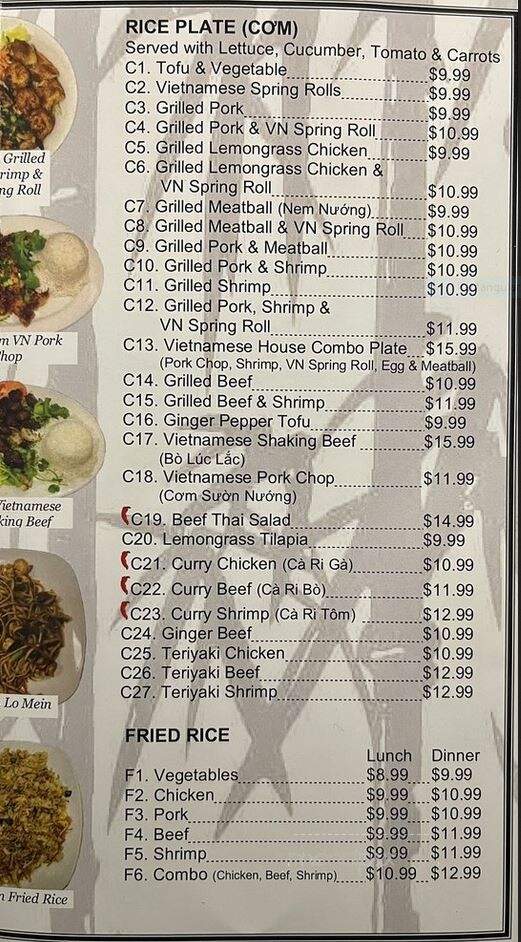 RICE PLATE (CƠM)
Served with Lettuce, Cucumber, Tomato & Carrots
C1. Tofu & Vegetable $9.99
C2. Vietnamese Spring Rolls $9.99
C3. Grilled Pork $9.99
C4. Grilled Pork & VN Spring Roll $10.99
C5. Grilled Lemongrass Chicken $9.99
C6. Grilled Lemongrass Chicken &
VN Spring Roll $10.99
C7. Grilled Meatball (Nem Nướng) $9.99
C8. Grilled Meatball & VN Spring Roll $10.99
C9. Grilled Pork & Meatball $10.99
C10. Grilled Pork & Shrimp $10.99
C11. Grilled Shrimp $10.99
C12. Grilled Pork, Shrimp &
VN Spring Roll $11.99
C13. Vietnamese House Combo Plate $15.99
(Pork Chop, Shrimp, VN Spring Roll, Egg & Meatball)
C14. Grilled Beef $10.99
C15. Grilled Beef & Shrimp $11.99
C16. Ginger Pepper Tofu $9.99
C17. Vietnamese Shaking Beef $15.99
(Bò Lúc Lắc)
C18. Vietnamese Pork Chop $11.99
(Cơm Sườn Nướng)
C19. Beef Thai Salad $14.99
C20. Lemongrass Tilapia $9.99
C21. Curry Chicken (Cà Ri Gà) $10.99
C22. Curry Beef (Cà Ri Bò) $11.99
C23. Curry Shrimp (Cà Ri Tôm) $12.99
C24. Ginger Beef $10.99
C25. Teriyaki Chicken $10.99
C26. Teriyaki Beef $12.99
C27. Teriyaki Shrimp $12.99
FRIED RICE
Lunch Dinner
F1. Vegetables $8.99 $9.99
F2. Chicken $9.99 $10.99
F3. Pork $9.99 $10.99
F4. Beef $9.99 $11.99
F5. Shrimp $9.99 $11.99
F6. Combo (Chicken, Beef, Shrimp) $10.99 $12.99
Grilled
rimp &
ng Roll
m VN Pork
hop
ietnamese
king Beef
Lo Mein
n Fried Rice